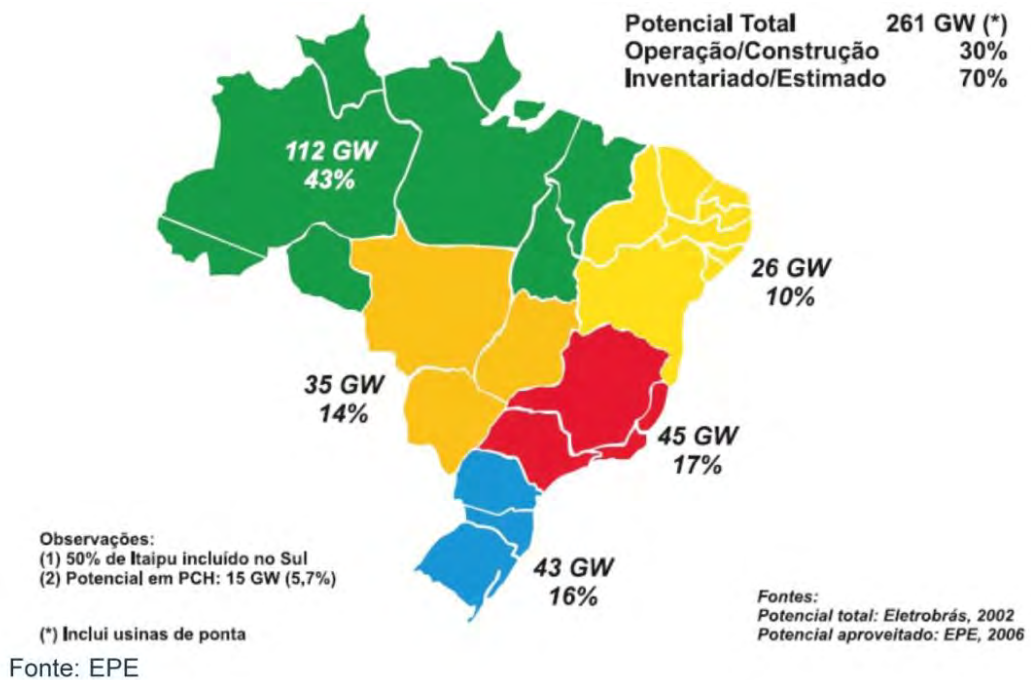 Potencial Total 261 GW (*)
Operação/Construção 30%
Inventariado/Estimado 70%
112 GW
43%
26 GW
10%
35 GW
14%
45 GW
17%
43 GW
16%
Observações:
(1) 50% de Itaipu incluído no Sul
(2) Potencial em PCH: 15 GW (5,7%)
(*) Inclui usinas de ponta
Fontes:
Potencial total: Eletrobrás, 2002
Potencial aproveitado: EPE, 2006
Fonte: EPE